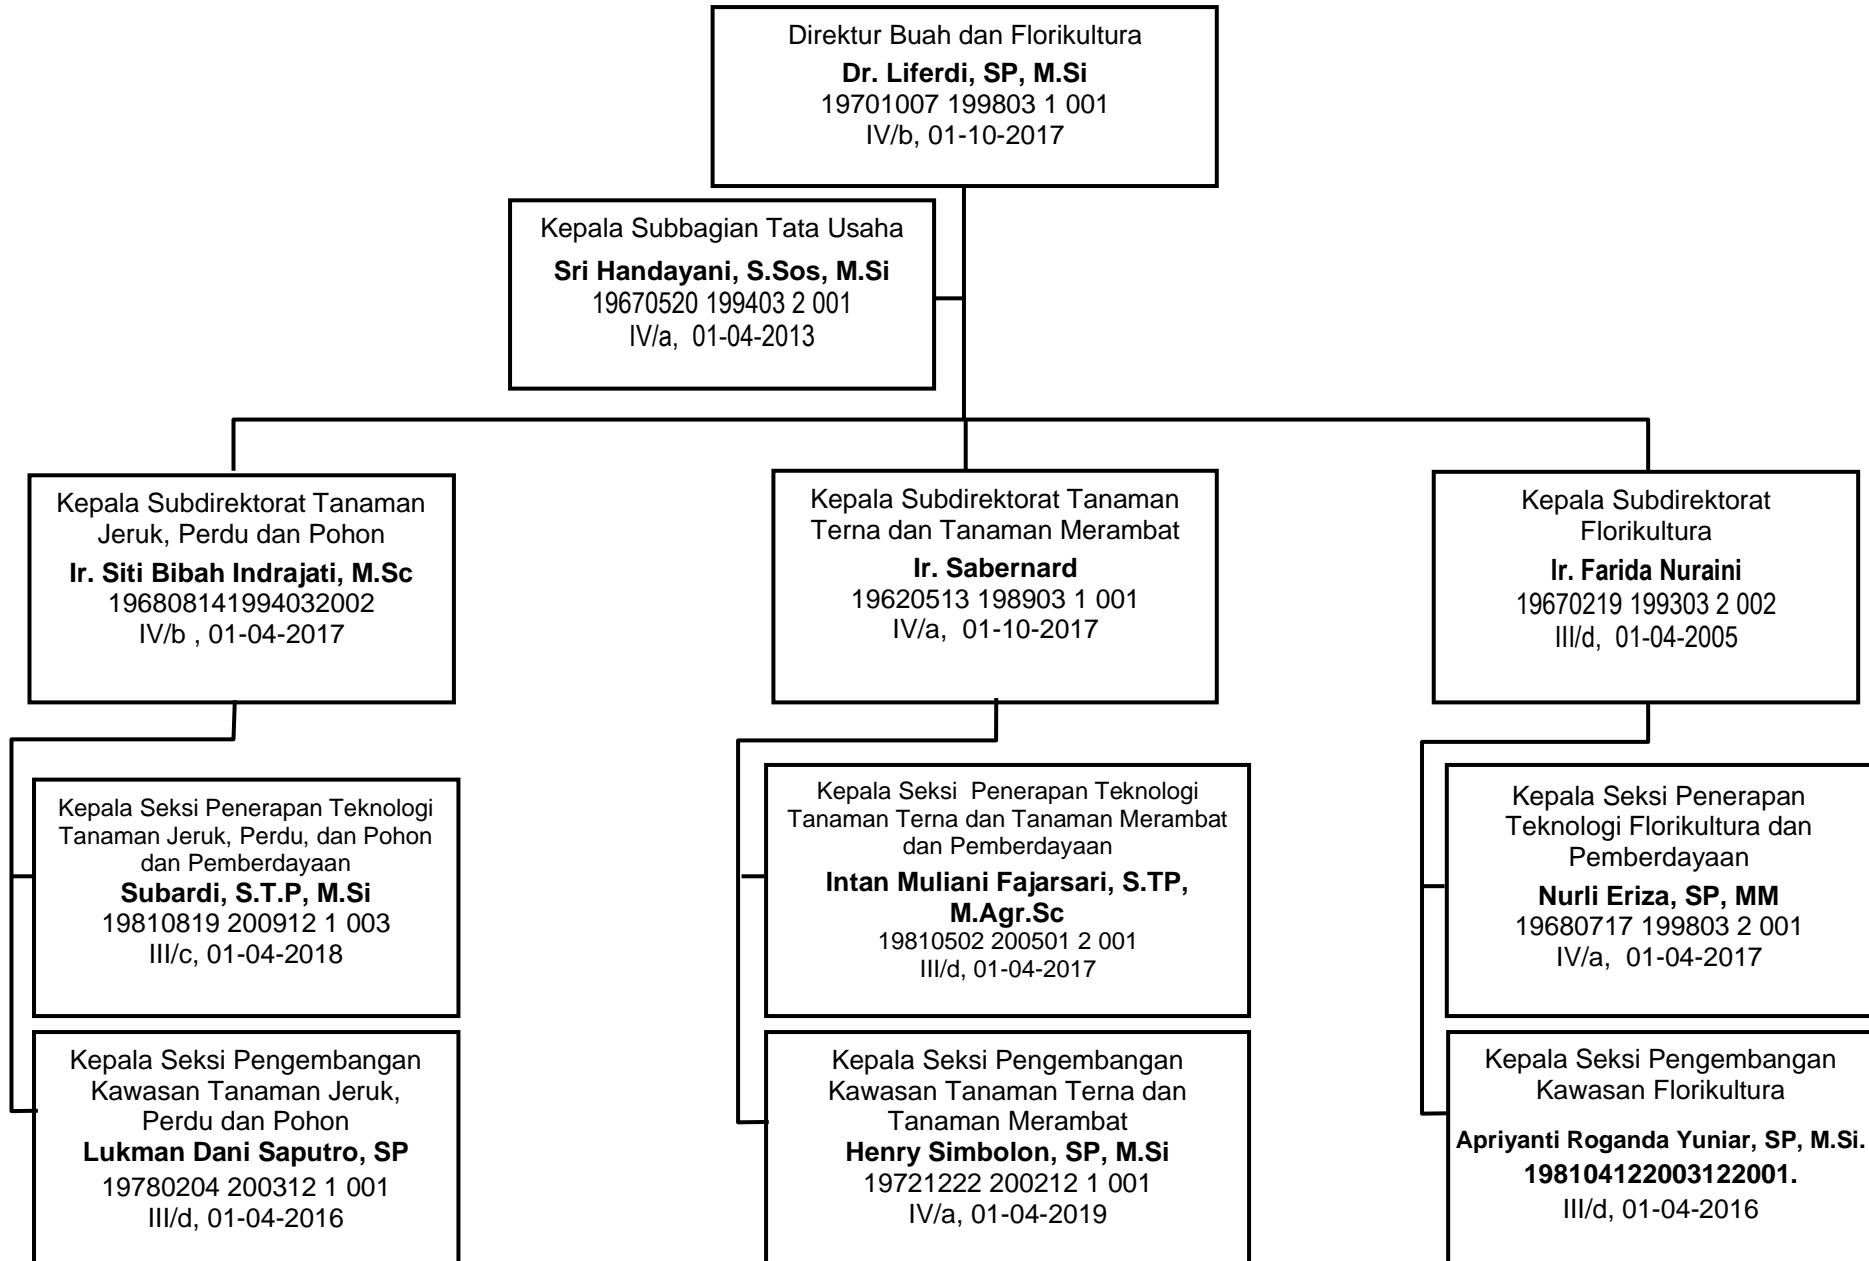 Direktur Buah dan Florikultura
Dr. Liferdi, SP, M.Si
19701007 199803 1 001
IV/b, 01-10-2017
Kepala Subbagian Tata Usaha
Sri Handayani, S.Sos, M.Si
19670520 199403 2 001
IV/a, 01-04-2013
Kepala Subdirektorat Tanaman
Jeruk, Perdu dan Pohon
Ir. Siti Bibah Indrajati, M.Sc
196808141994032002
IV/b , 01-04-2017
Kepala Subdirektorat Tanaman
Terna dan Tanaman Merambat
Ir. Sabernard
19620513 198903 1 001
IV/a, 01-10-2017
Kepala Subdirektorat
Florikultura
Ir. Farida Nuraini
19670219 199303 2 002
III/d, 01-04-2005
Kepala Seksi Penerapan Teknologi
Tanaman Jeruk, Perdu, dan Pohon
dan Pemberdayaan
Subardi, S.T.P, M.Si
19810819 200912 1 003
III/c, 01-04-2018
Kepala Seksi Penerapan Teknologi
Tanaman Terna dan Tanaman Merambat
dan Pemberdayaan
Intan Muliani Fajarsari, S.TP,
M.Agr.Sc
19810502 200501 2 001
III/d, 01-04-2017
Kepala Seksi Penerapan
Teknologi Florikultura dan
Pemberdayaan
Nurli Eriza, SP, MM
19680717 199803 2 001
IV/a, 01-04-2017
Kepala Seksi Pengembangan
Kawasan Tanaman Jeruk,
Perdu dan Pohon
Lukman Dani Saputro, SP
19780204 200312 1 001
III/d, 01-04-2016
Kepala Seksi Pengembangan
Kawasan Tanaman Terna dan
Tanaman Merambat
Henry Simbolon, SP, M.Si
19721222 200212 1 001
IV/a, 01-04-2019
Kepala Seksi Pengembangan
Kawasan Florikultura
Apriyanti Roganda Yuniar, SP, M.Si.
198104122003122001.
III/d, 01-04-2016